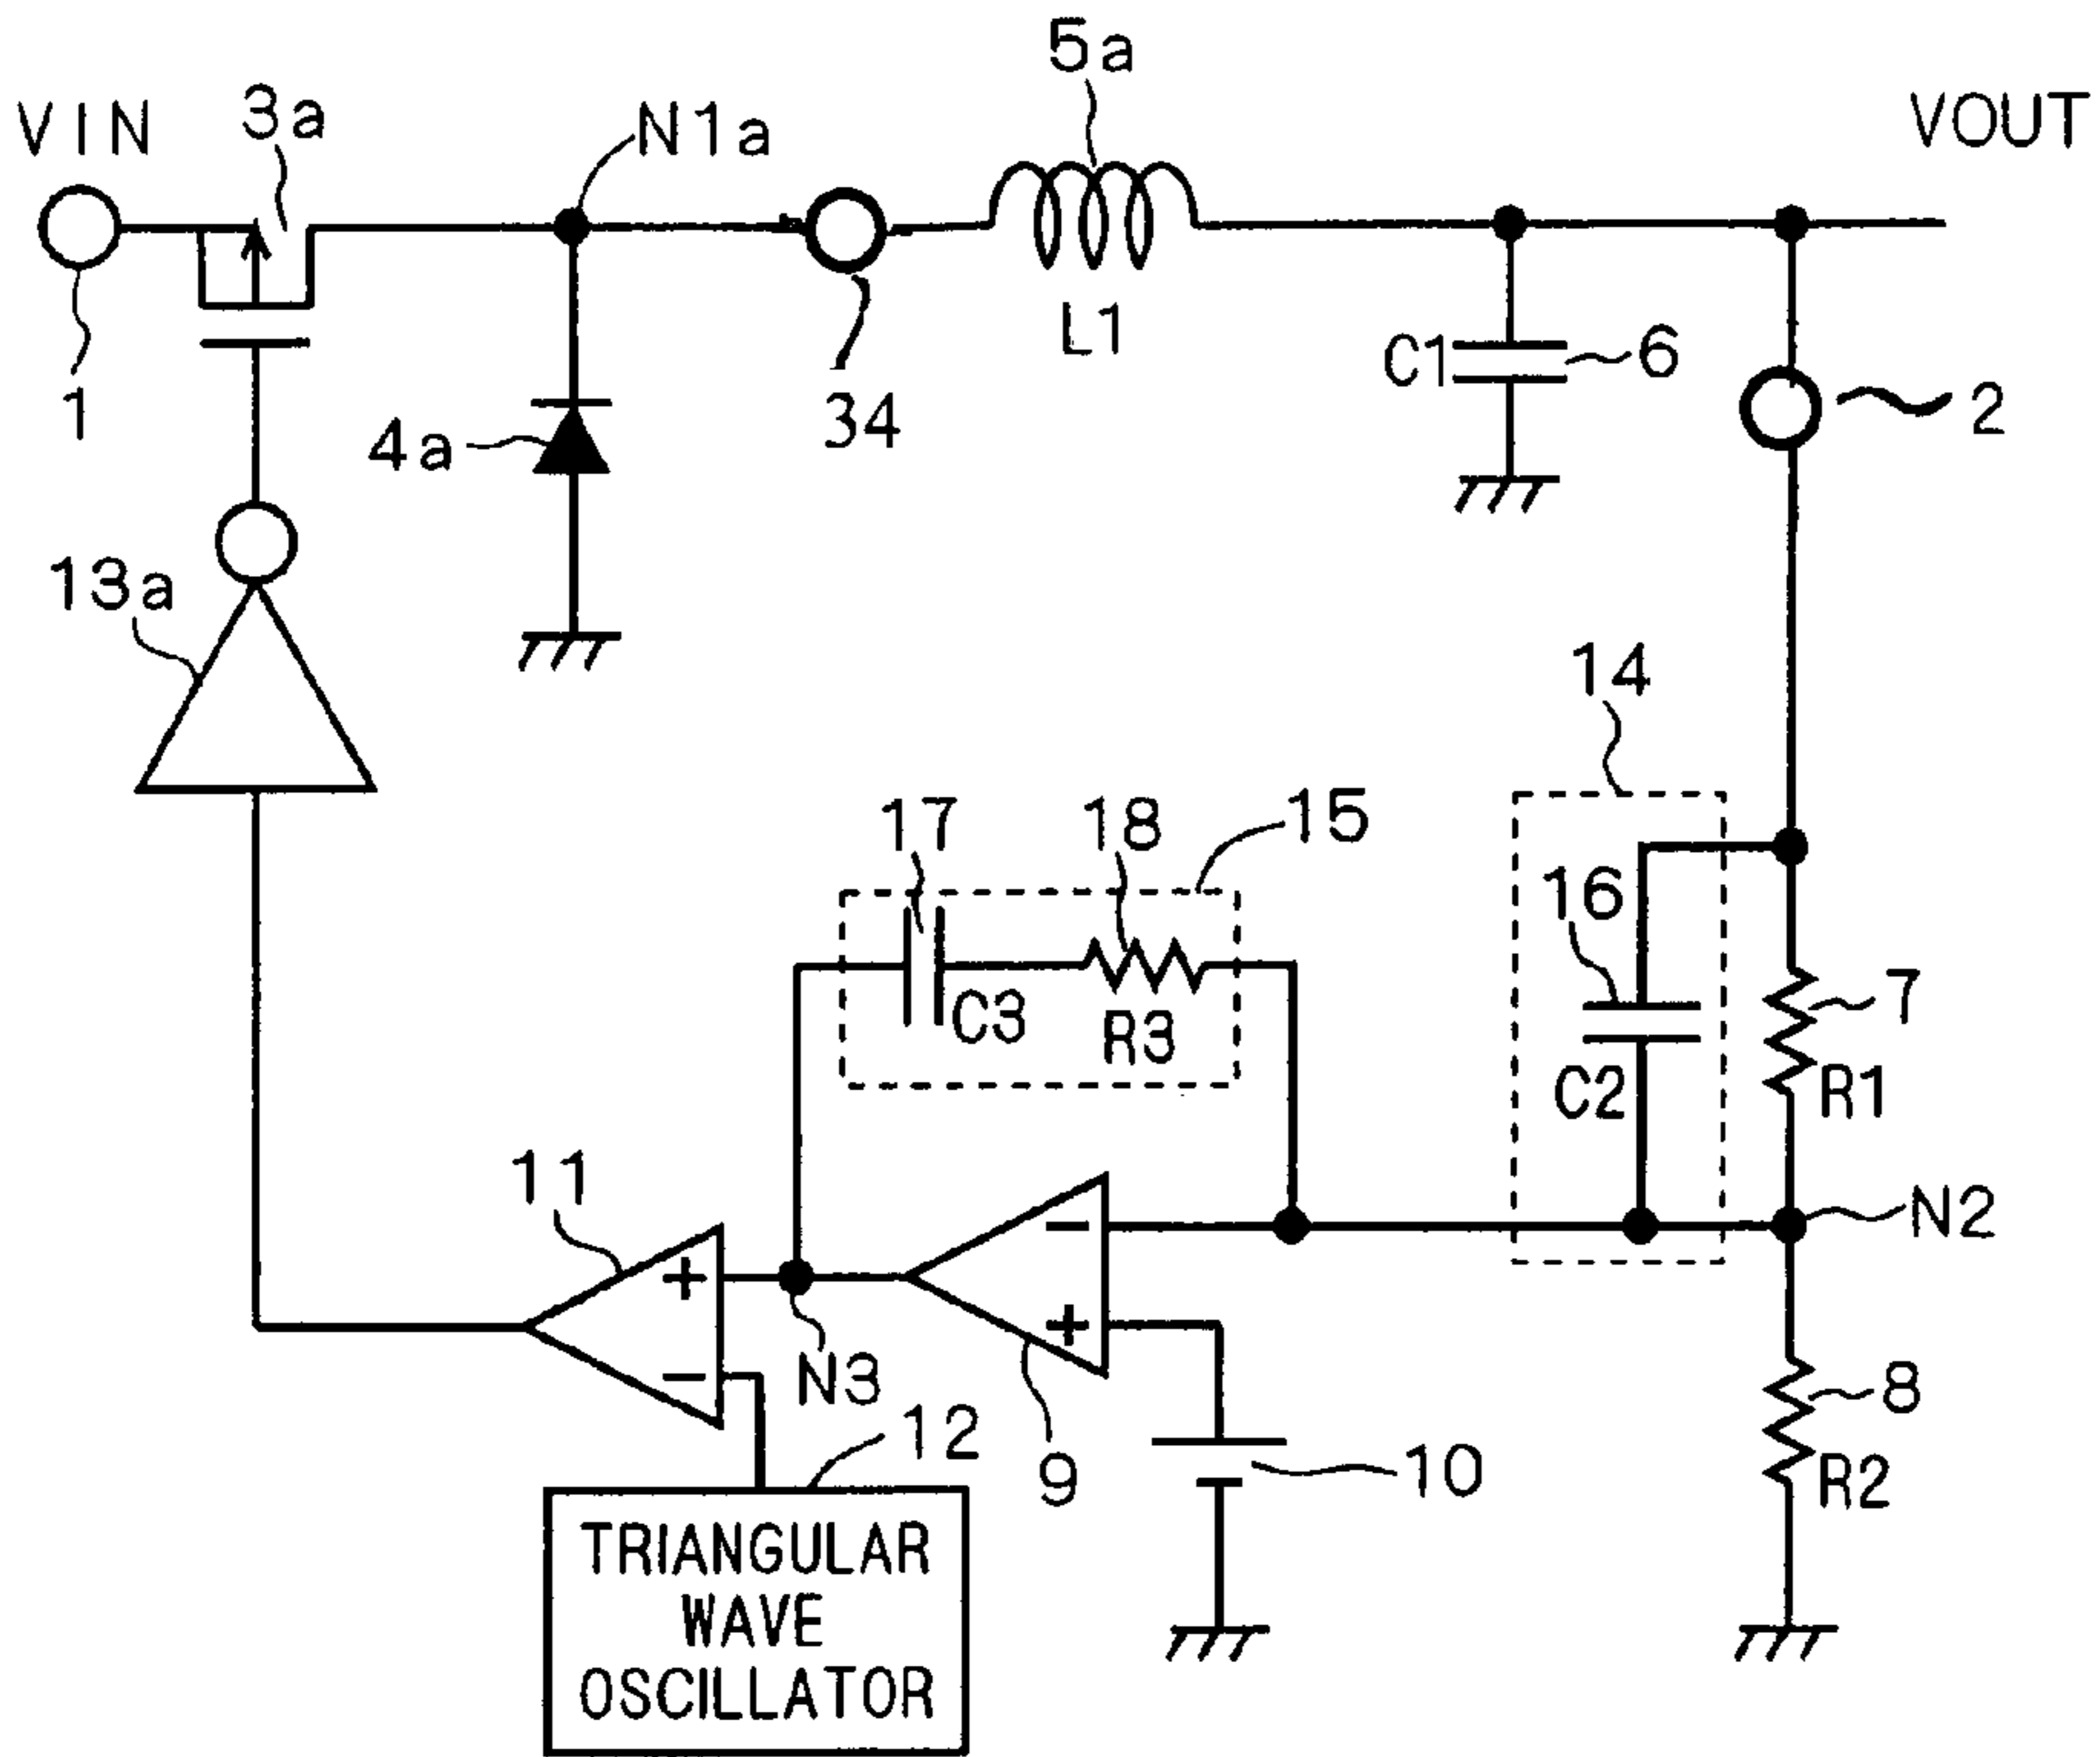 5a
VIN
3a
N1a
VOUT
L1
C1
6
1
34
2
4a
13a
14
17
18
15
16
7
C3
R3
C2
R1
11
N2
N3
8
12
9
10
R2
TRIANGULAR
WAVE
OSCILLATOR
+
−
−
+